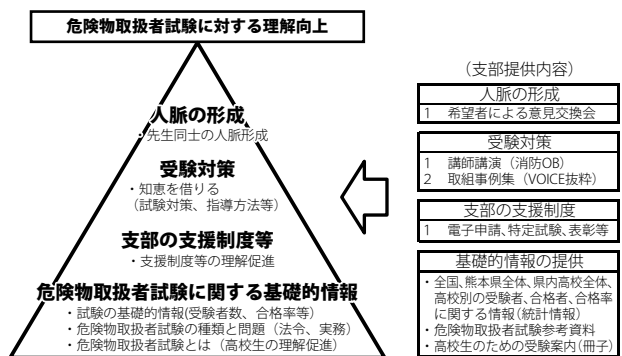 危険物取扱者試験に対する理解向上
人脈の形成
・先生同士の人脈形成
受験対策
・知恵を借りる
（試験対策、指導方法等）
支部の支援制度等
・支援制度等の理解促進
危険物取扱者試験に関する基礎的情報
・試験の基礎的情報（受験者数、合格率等）
・危険物取扱者試験の種類と問題（法令、実務）
・危険物取扱者試験とは（高校生の理解促進）
（支部提供内容）
人脈の形成
1 希望者による意見交換会
受験対策
1 講師講演（消防OB）
2 取組事例集（VOICE抜粋）
支部の支援制度
1 電子申請、特定試験、表彰等
基礎的情報の提供
・全国、熊本県全体、県内高校全体、
高校別の受験者、合格者、合格率
に関する情報（統計情報）
・危険物取扱者試験参考資料
・高校生のための受験案内（冊子）